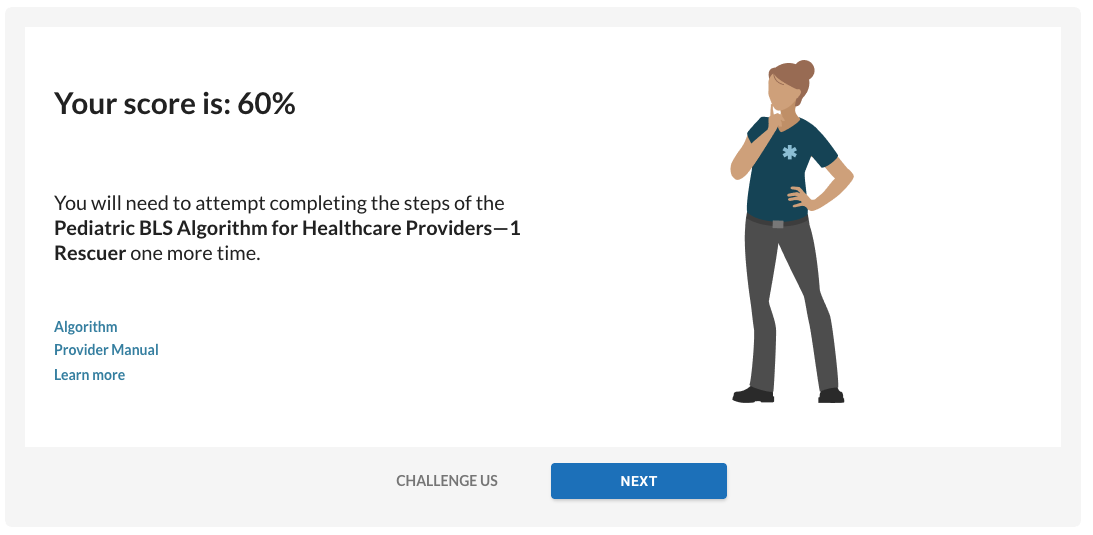 Your score is: 60%
You will need to attempt completing the steps of the
Pediatric BLS Algorithm for Healthcare Providers—1
Rescuer one more time.
Algorithm
Provider Manual
Learn more
CHALLENGE US
NEXT